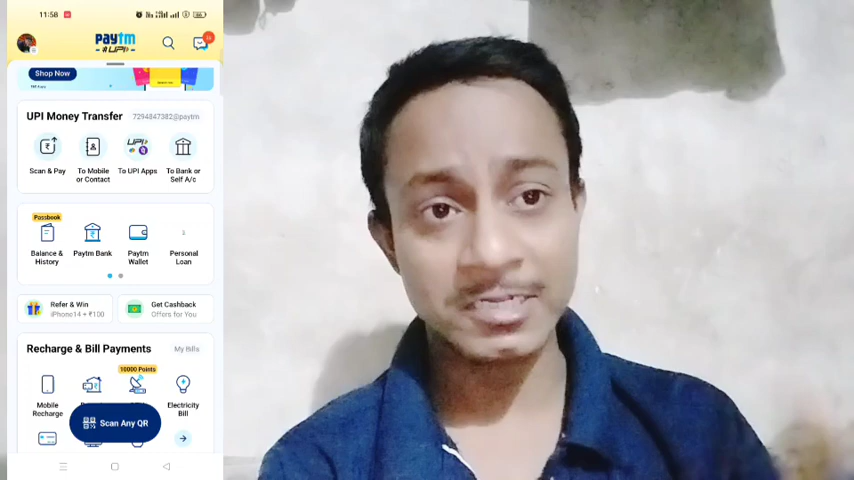 11:58
paytm
UPI
Shop Now
UPI Money Transfer
7294847382@paytm
UPI
Scan & Pay
To Mobile or Contact
To UPI Apps
To Bank or Self A/c
Passbook
Balance & History
Paytm Bank
Paytm Wallet
Personal Loan
Refer & Win
iPhone14 + ₹100
Get Cashback
Offers for You
Recharge & Bill Payments
My Bills
10000 Points
Mobile Recharge
Electricity Bill
Scan Any QR